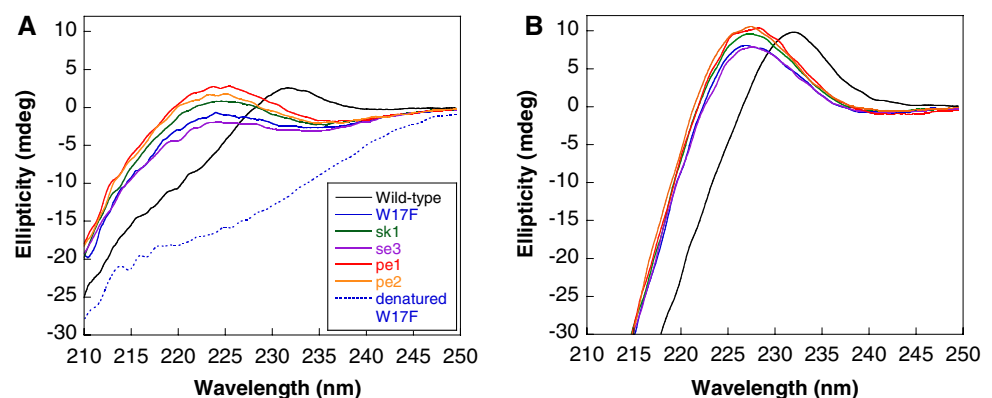 A
Ellipticity (mdeg)
10
5
0
-5
-10
-15
-20
-25
-30
Wild-type
W17F
sk1
se3
pe1
pe2
denatured
W17F
210 215 220 225 230 235 240 245 250
Wavelength (nm)
B
Ellipticity (mdeg)
10
5
0
-5
-10
-15
-20
-25
-30
210 215 220 225 230 235 240 245 250
Wavelength (nm)